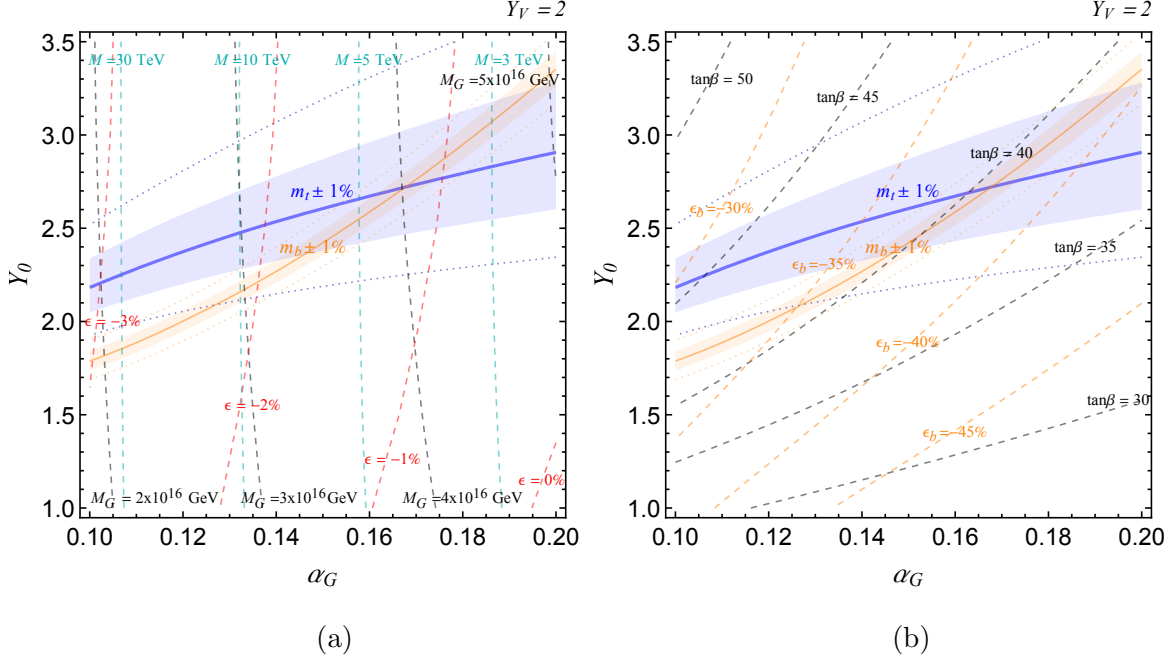 Y_V = 2
M =30 TeV
M =10 TeV
M =5 TeV
M =3 TeV
M_G =5x10^16 GeV
m_t ± 1%
m_b ± 1%
ϵ = −3%
ϵ = −2%
ϵ = −1%
ϵ = 0%
M_G = 2x10^16 GeV
M_G =3x10^16 GeV
M_G =4x10^16 GeV
3.5
3.0
2.5
2.0
1.5
1.0
Y_0
0.10
0.12
0.14
0.16
0.18
0.20
α_G
(a)
Y_V = 2
tanβ = 50
tanβ = 45
tanβ = 40
ϵ_b =−30%
m_t ± 1%
m_b ± 1%
tanβ = 35
ϵ_b =−35%
ϵ_b =−40%
ϵ_b =−45%
tanβ = 30
3.5
3.0
2.5
2.0
1.5
1.0
Y_0
0.10
0.12
0.14
0.16
0.18
0.20
α_G
(b)